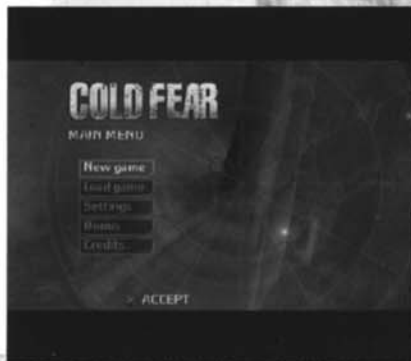 COLD FEAR
MAIN MENU
New game
Load game
Settings
Bonus
Credits
ACCEPT